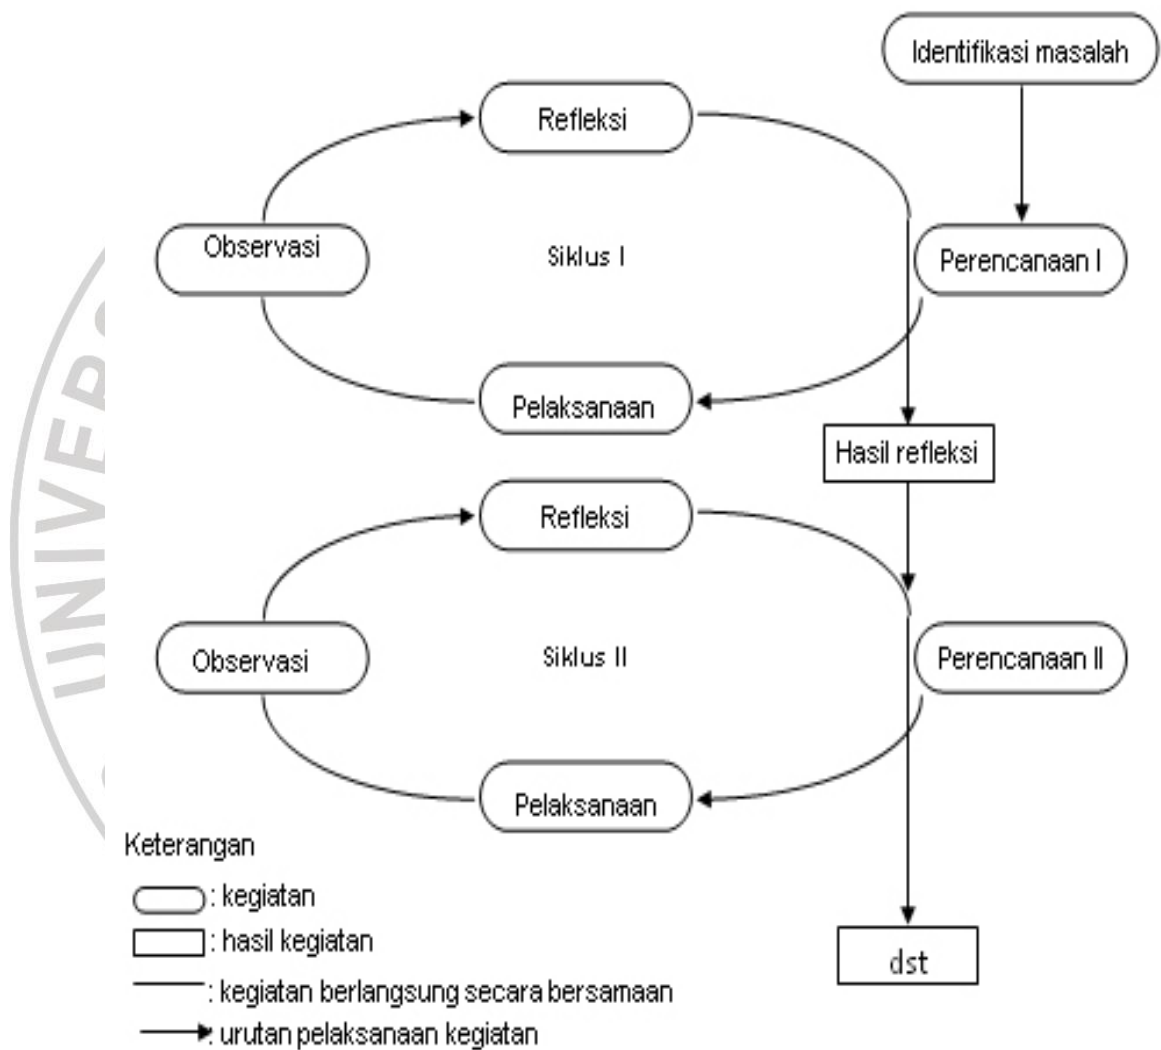 Identifikasi masalah
Refleksi
Observasi
Siklus I
Perencanaan I
Pelaksanaan
Hasil refleksi
Refleksi
Observasi
Siklus II
Perencanaan II
Pelaksanaan
dst
Keterangan
: kegiatan
: hasil kegiatan
: kegiatan berlangsung secara bersamaan
: urutan pelaksanaan kegiatan